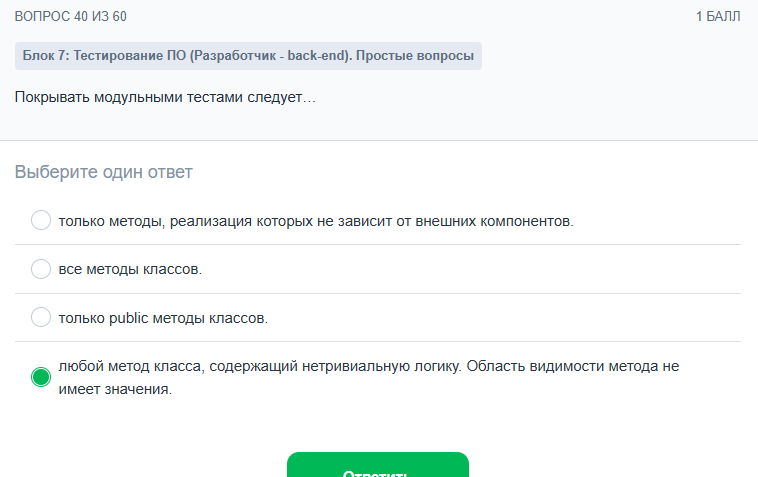 ВОПРОС 40 ИЗ 60
1 БАЛЛ
Блок 7: Тестирование ПО (Разработчик - back-end). Простые вопросы
Покрывать модульными тестами следует…
Выберите один ответ
только методы, реализация которых не зависит от внешних компонентов.
все методы классов.
только public методы классов.
любой метод класса, содержащий нетривиальную логику. Область видимости метода не
имеет значения.
Ответить